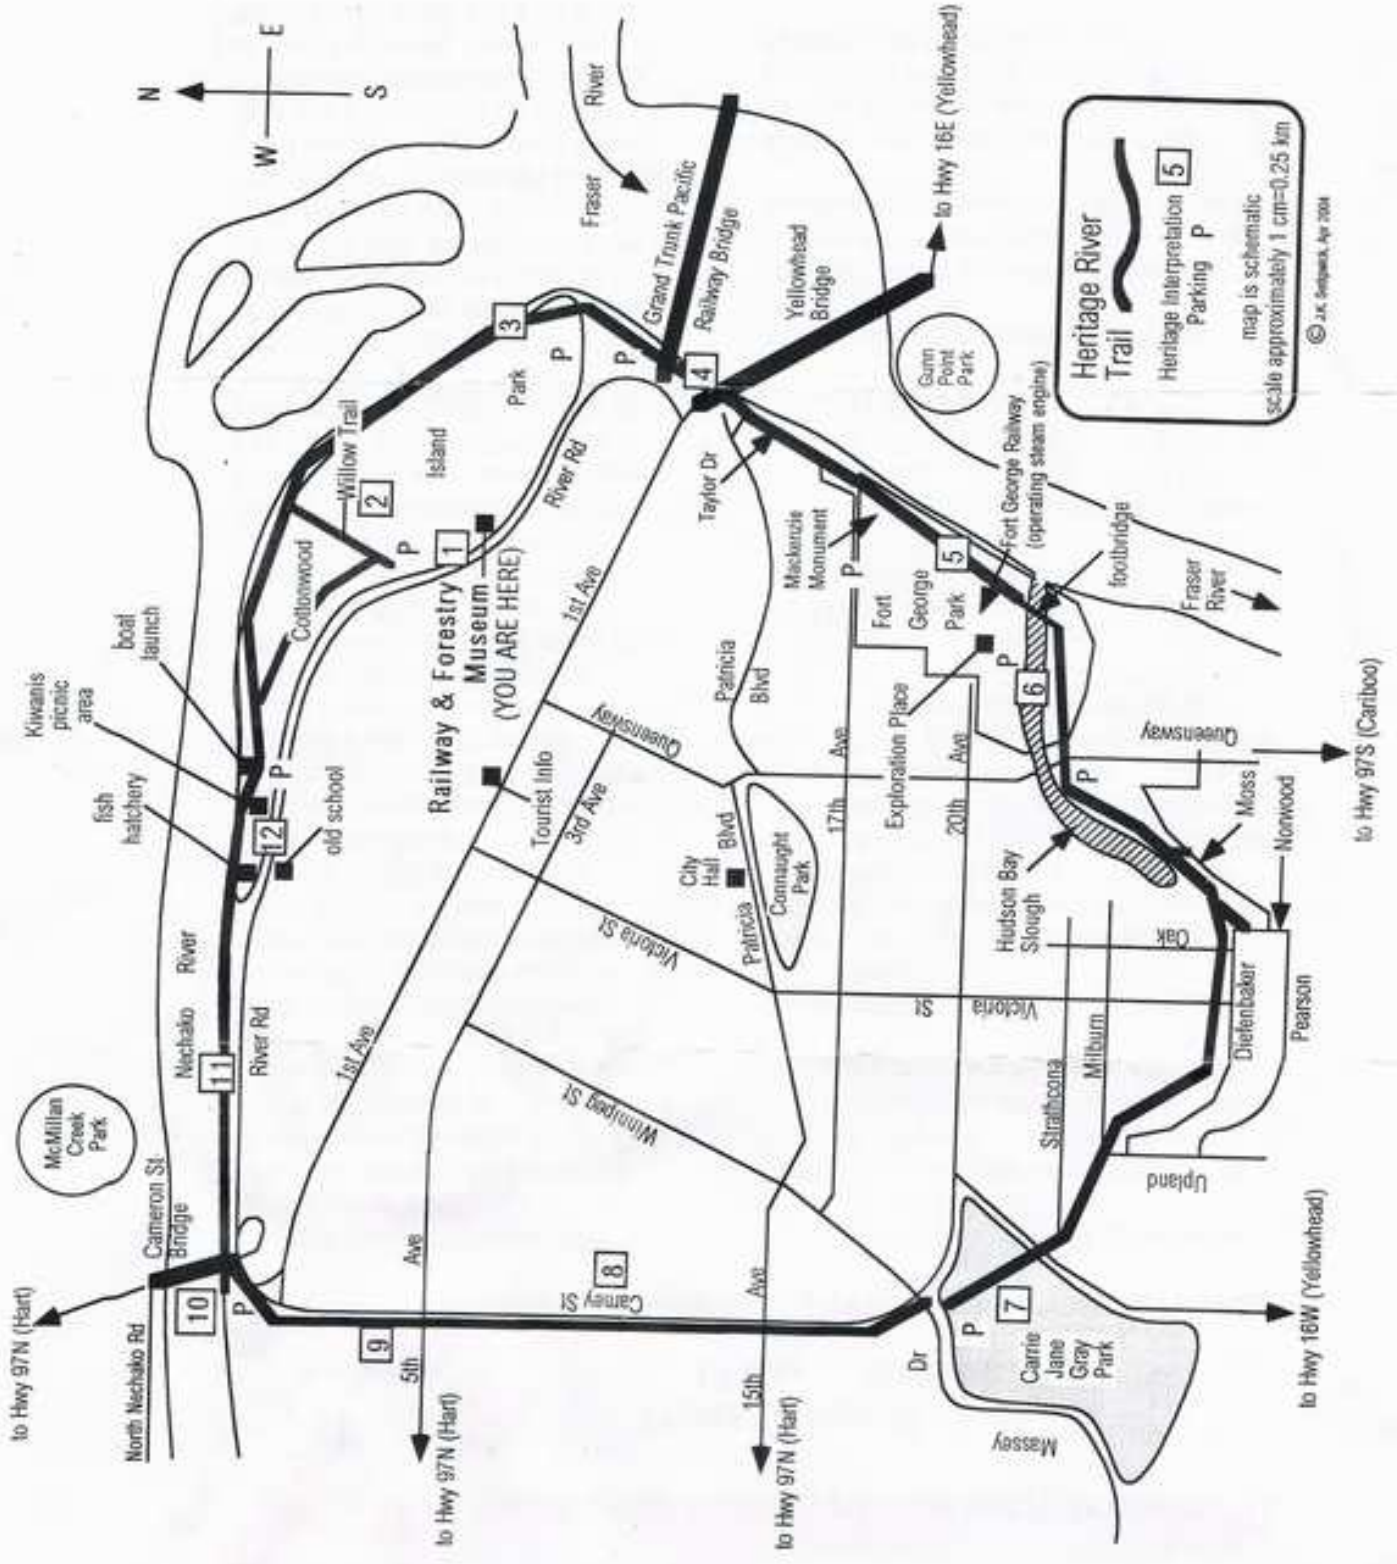 to Hwy 97N (Hart)
North Nechako Rd
McMillan
Creek
Park
Cameron St
Bridge
10
P
11
Nechako
River
River Rd
fish
hatchery
Kiwanis
picnic
area
boat
launch
12
P
old school
Cottonwood
Willow Trail
2
P
Island
Park
1
Railway & Forestry
Museum
(YOU ARE HERE)
River Rd
3
P
P
N
W
E
S
Fraser
River
Grand Trunk Pacific
Railway Bridge
4
Yellowhead
Bridge
to Hwy 16E (Yellowhead)
Gunn
Point
Park
9
8
Carney St
5th
Ave
to Hwy 97N (Hart)
1st Ave
1st Ave
Tourist Info
3rd Ave
Queensway
Victoria St
Winnipeg St
City
Hall
Patricia
Blvd
Connaught
Park
Patricia
Blvd
15th
Ave
to Hwy 97N (Hart)
17th
Ave
20th
Ave
Taylor Dr
Mackenzie
Monument
P
Fort
George
Park
5
Fort George Railway
(operating steam engine)
footbridge
Exploration Place
P
6
Fraser
River
Queensway
to Hwy 97S (Cariboo)
P
Hudson Bay
Slough
Moss
Norwood
Oak
Victoria
St
Strathcona
Milburn
Diefenbaker
Pearson
Upland
Dr
Massey
P
7
Carrie
Jane
Gray
Park
to Hwy 16W (Yellowhead)
Heritage River
Trail
Heritage Interpretation 5
Parking P
map is schematic
scale approximately 1 cm=0.25 km
© J.K. Sedgwick, Apr 2004